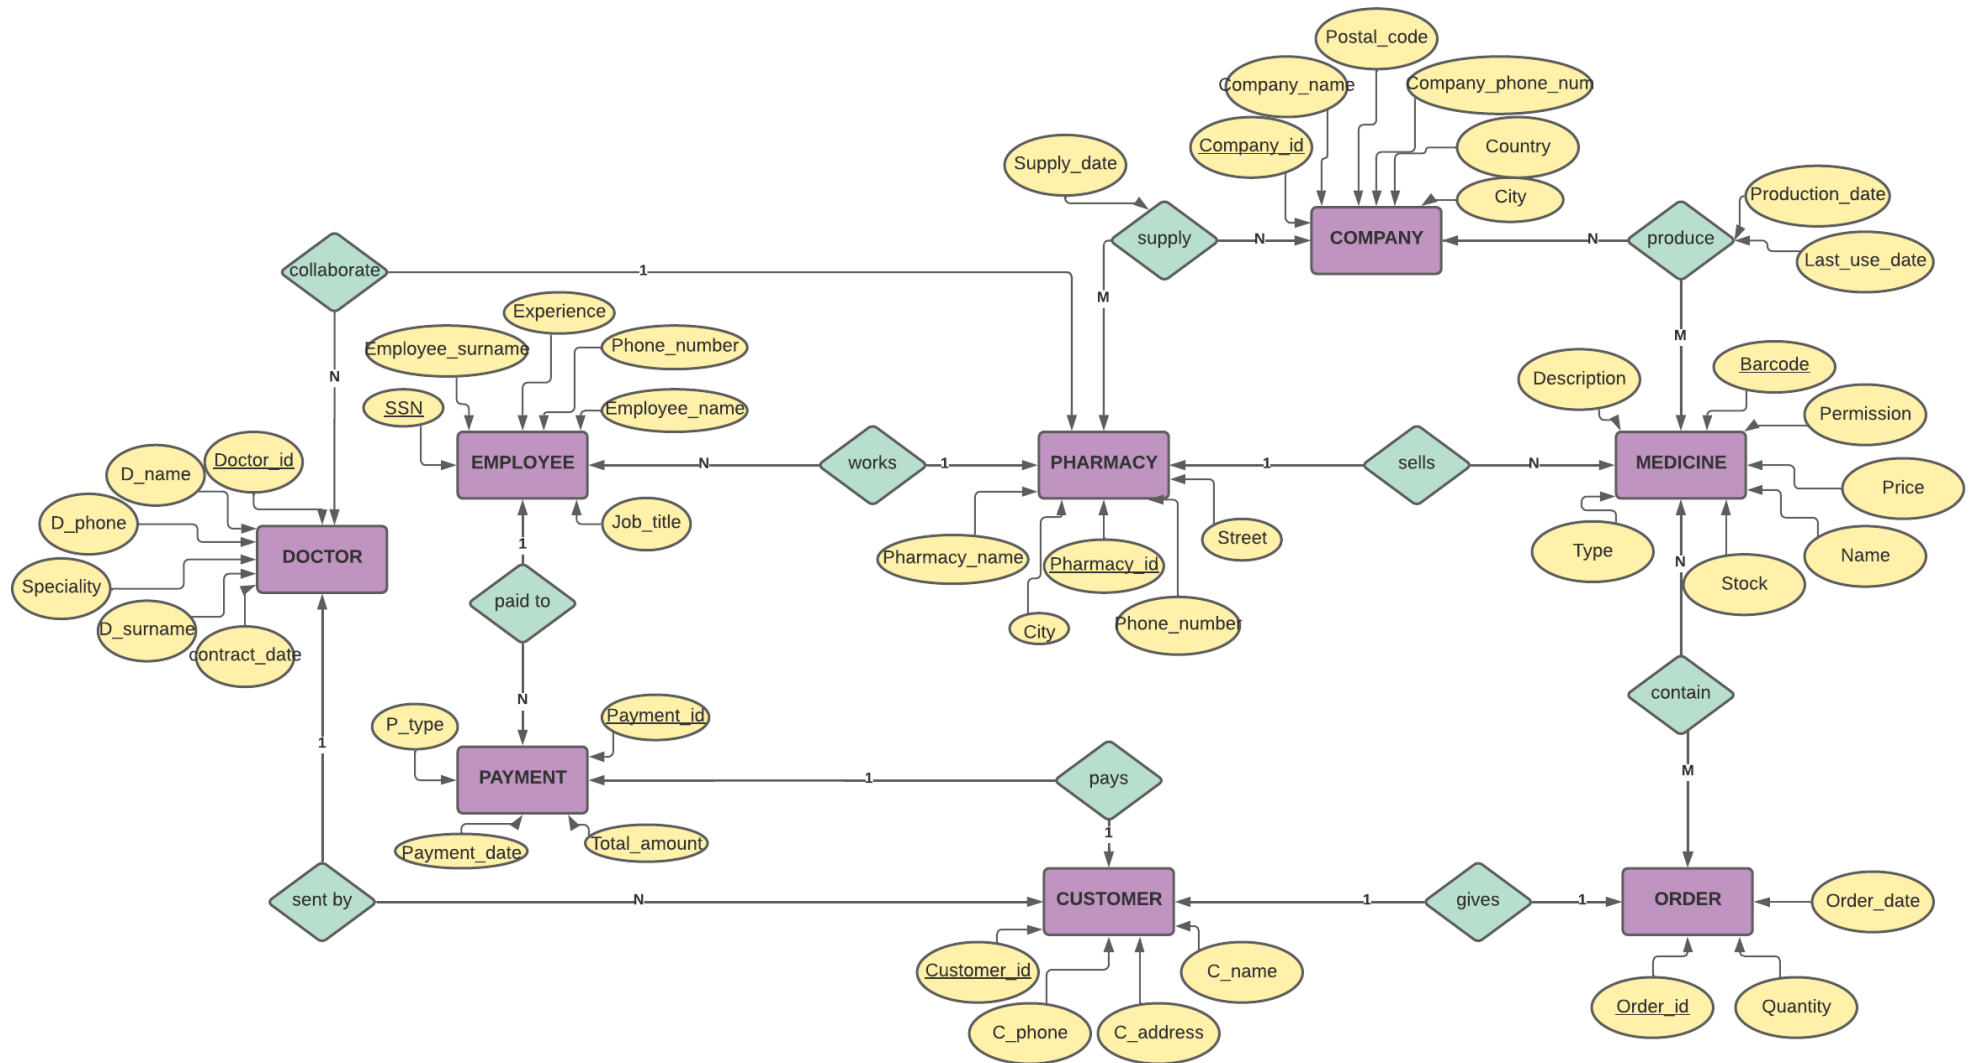 Postal_code
Company_name
Company_phone_num
Company_id
Country
Supply_date
City
Production_date
supply
N
COMPANY
N
produce
Last_use_date
collaborate
1
M
M
Experience
Employee_surname
Phone_number
N
Description
Barcode
SSN
Employee_name
Permission
D_name
Doctor_id
EMPLOYEE
N
works
1
PHARMACY
1
sells
N
MEDICINE
Price
D_phone
Job_title
Street
1
Type
Name
DOCTOR
Pharmacy_name
Pharmacy_id
N
Speciality
Stock
paid to
D_surname
City
Phone_number
contract_date
N
contain
P_type
Payment_id
1
M
PAYMENT
1
pays
1
Payment_date
Total_amount
sent by
N
CUSTOMER
1
gives
1
ORDER
Order_date
Customer_id
C_name
C_phone
C_address
Order_id
Quantity